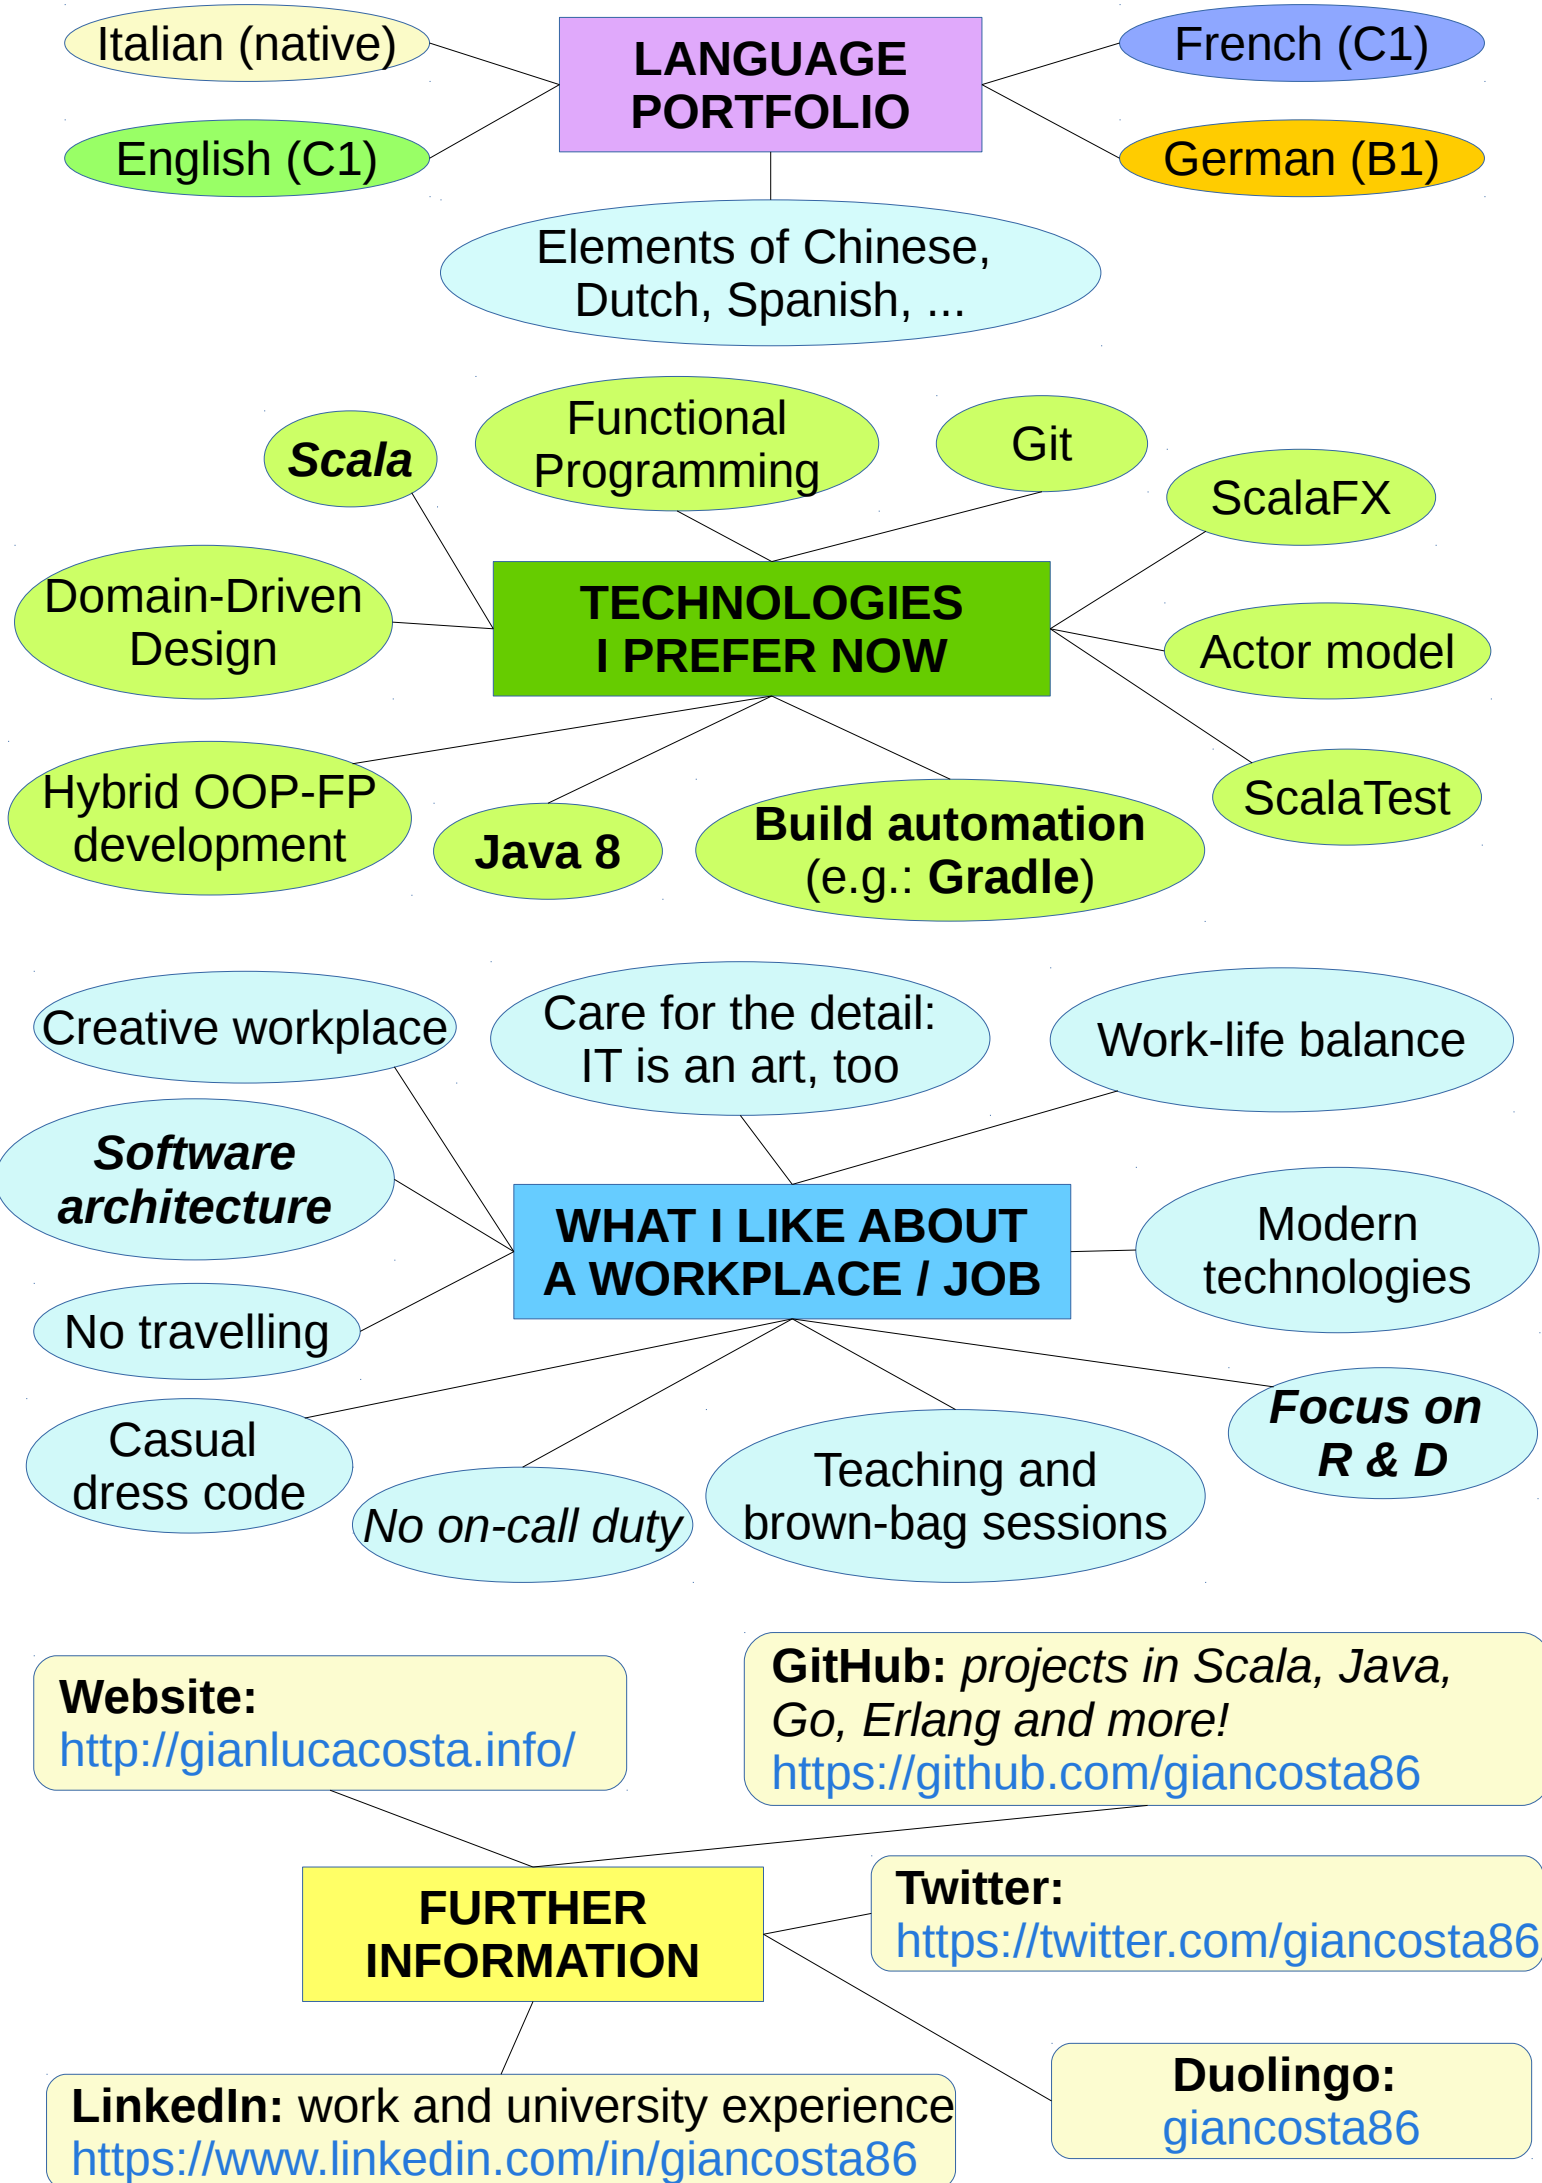 Italian (native)
LANGUAGE
PORTFOLIO
French (C1)
English (C1)
German (B1)
Elements of Chinese,
Dutch, Spanish, ...
Scala
Functional
Programming
Git
ScalaFX
Domain-Driven
Design
TECHNOLOGIES
I PREFER NOW
Actor model
Hybrid OOP-FP
development
Java 8
Build automation
(e.g.: Gradle)
ScalaTest
Creative workplace
Care for the detail:
IT is an art, too
Work-life balance
Software
architecture
WHAT I LIKE ABOUT
A WORKPLACE / JOB
Modern
technologies
No travelling
Casual
dress code
No on-call duty
Teaching and
brown-bag sessions
Focus on
R & D
Website:
http://gianlucacosta.info/
GitHub: projects in Scala, Java,
Go, Erlang and more!
https://github.com/giancosta86
FURTHER
INFORMATION
Twitter:
https://twitter.com/giancosta86
LinkedIn: work and university experience
https://www.linkedin.com/in/giancosta86
Duolingo:
giancosta86